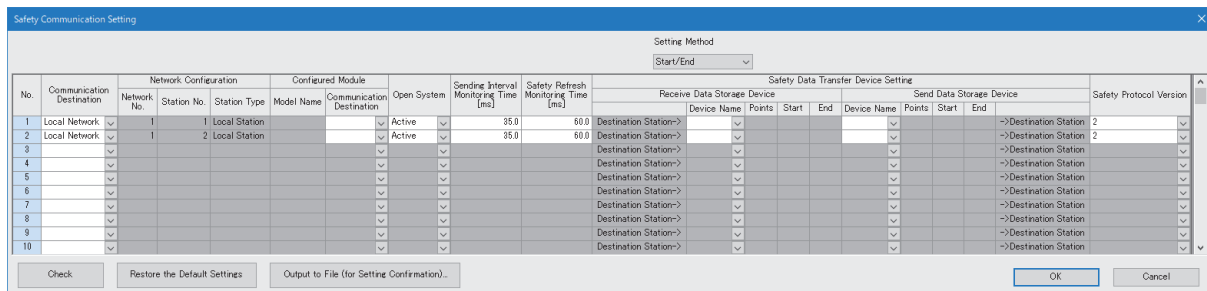 Safety Communication Setting
Setting Method
Start/End
No. Communication Destination Network Configuration Configured Module Open System Sending Interval Monitoring Time [ms] Safety Refresh Monitoring Time [ms] Safety Data Transfer Device Setting Safety Protocol Version
Network No. Station No. Station Type Model Name Communication Destination Receive Data Storage Device Send Data Storage Device
Device Name Points Start End Device Name Points Start End
1 Local Network 1 1 Local Station Active 35.0 60.0 Destination Station-> ->Destination Station 2
2 Local Network 1 2 Local Station Active 35.0 60.0 Destination Station-> ->Destination Station 2
3 Destination Station-> ->Destination Station
4 Destination Station-> ->Destination Station
5 Destination Station-> ->Destination Station
6 Destination Station-> ->Destination Station
7 Destination Station-> ->Destination Station
8 Destination Station-> ->Destination Station
9 Destination Station-> ->Destination Station
10 Destination Station-> ->Destination Station
Check Restore the Default Settings Output to File (for Setting Confirmation)... OK Cancel